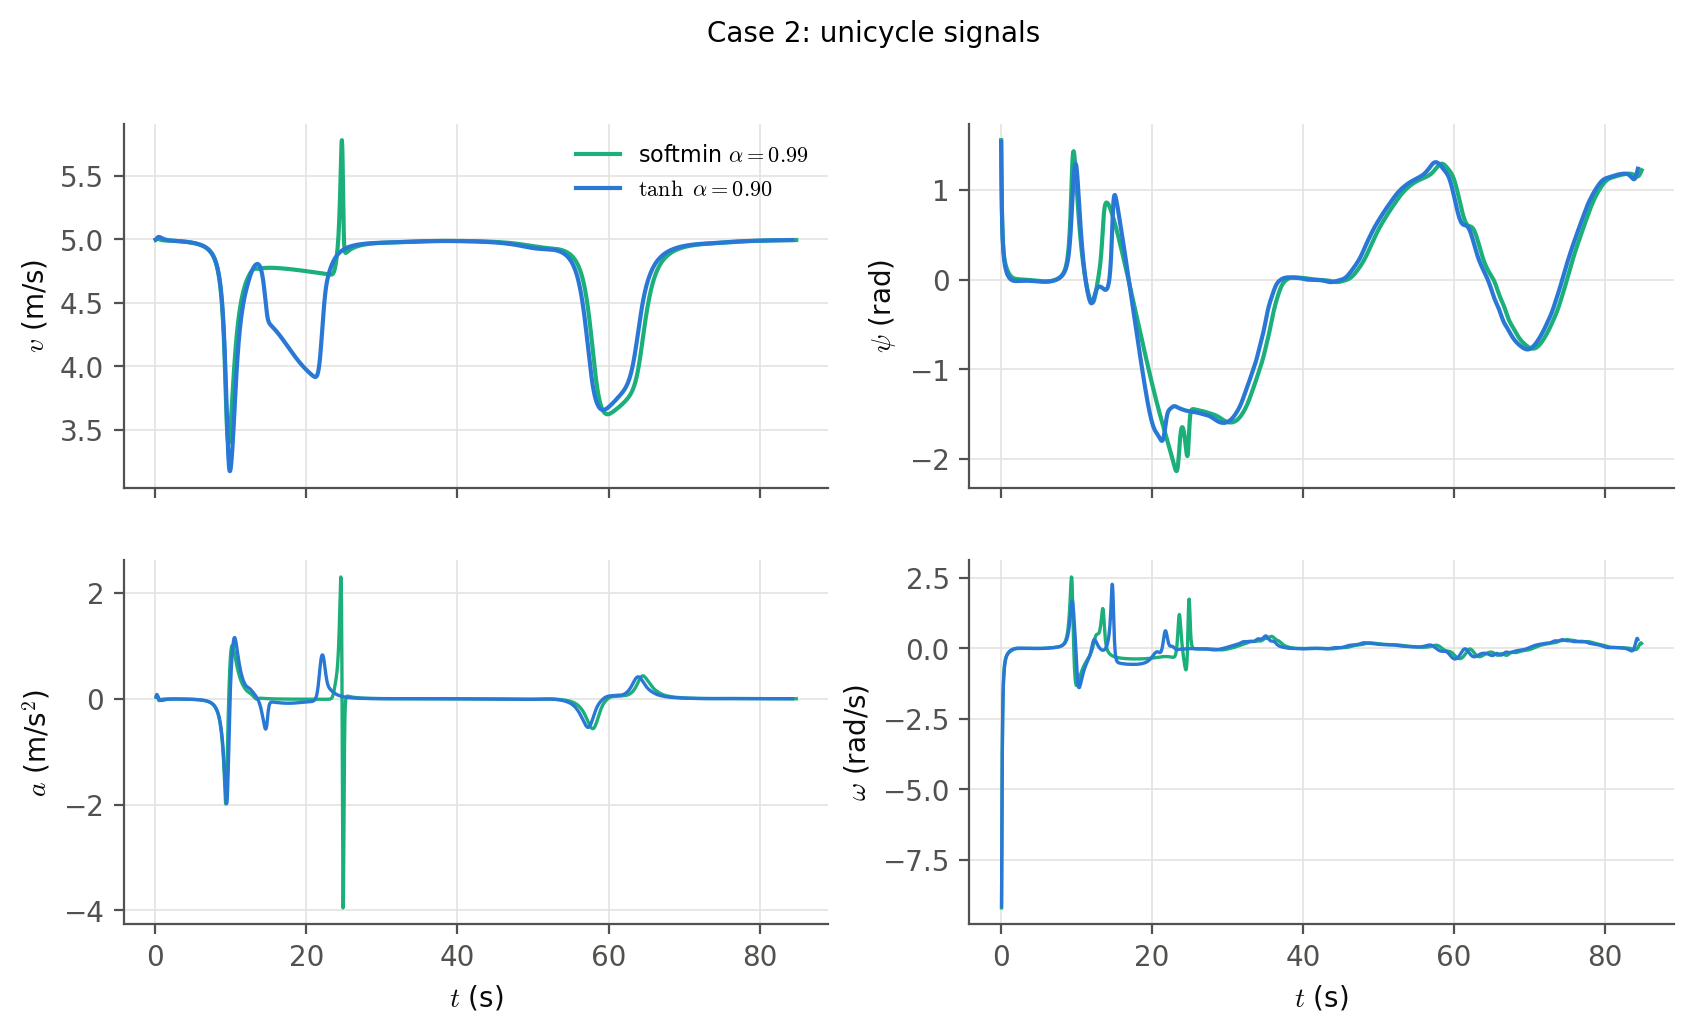 Case 2: unicycle signals
softmin α = 0.99
tanh α = 0.90
v (m/s)
5.5
5.0
4.5
4.0
3.5
ψ (rad)
1
0
−1
−2
a (m/s²)
2
0
−2
−4
0 20 40 60 80
t (s)
ω (rad/s)
2.5
0.0
−2.5
−5.0
−7.5
0 20 40 60 80
t (s)